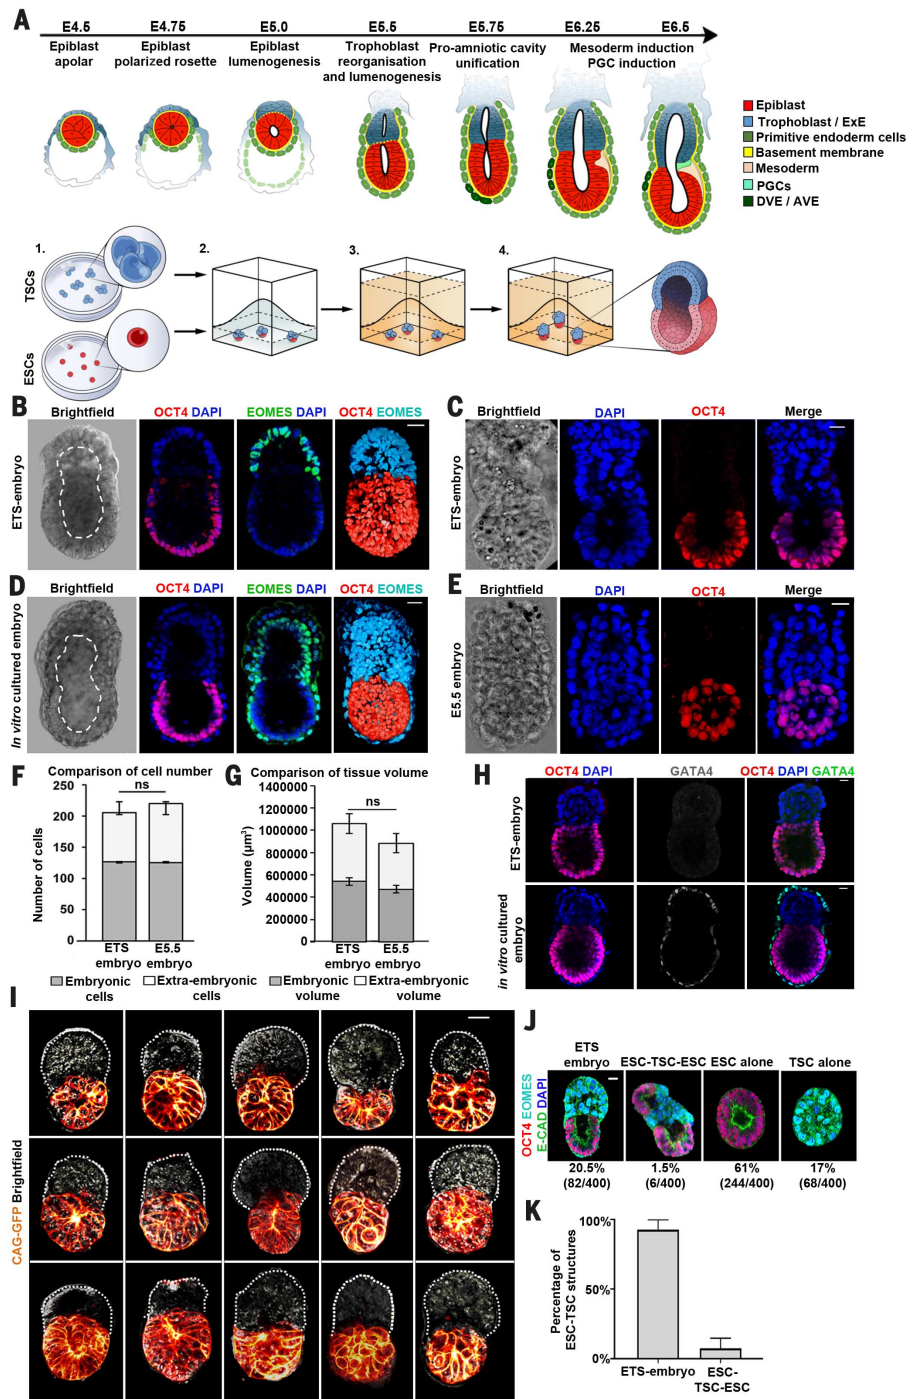 A
E4.5 E4.75 E5.0 E5.5 E5.75 E6.25 E6.5
Epiblast
apolar
Epiblast
polarized rosette
Epiblast
lumenogenesis
Trophoblast
reorganisation
and lumenogenesis
Pro-amniotic cavity
unification
Mesoderm induction
PGC induction
Epiblast
Trophoblast / ExE
Primitive endoderm cells
Basement membrane
Mesoderm
PGCs
DVE / AVE
1. 2. 3. 4.
TSCs
ESCs
B
Brightfield OCT4 DAPI EOMES DAPI OCT4 EOMES
ETS-embryo
C
Brightfield DAPI OCT4 Merge
ETS-embryo
D
Brightfield OCT4 DAPI EOMES DAPI OCT4 EOMES
In vitro cultured embryo
E
Brightfield DAPI OCT4 Merge
E5.5 embryo
F
Comparison of cell number
ns
Number of cells
250
200
150
100
50
0
ETS
embryo
E5.5
embryo
Embryonic
cells
Extra-embryonic
cells
G
Comparison of tissue volume
ns
Volume (µm³)
1400000
1200000
1000000
800000
600000
400000
200000
0
ETS
embryo
E5.5
embryo
Embryonic
volume
Extra-embryonic
volume
H
OCT4 DAPI GATA4 OCT4 DAPI GATA4
ETS-embryo
in vitro cultured
embryo
I
CAG-GFP Brightfield
J
ETS
embryo
ESC-TSC-ESC ESC alone TSC alone
OCT4 EOMES
E-CAD DAPI
20.5%
(82/400)
1.5%
(6/400)
61%
(244/400)
17%
(68/400)
K
Percentage of
ESC-TSC structures
100%
50%
0%
ETS-embryo
ESC-
TSC-ESC